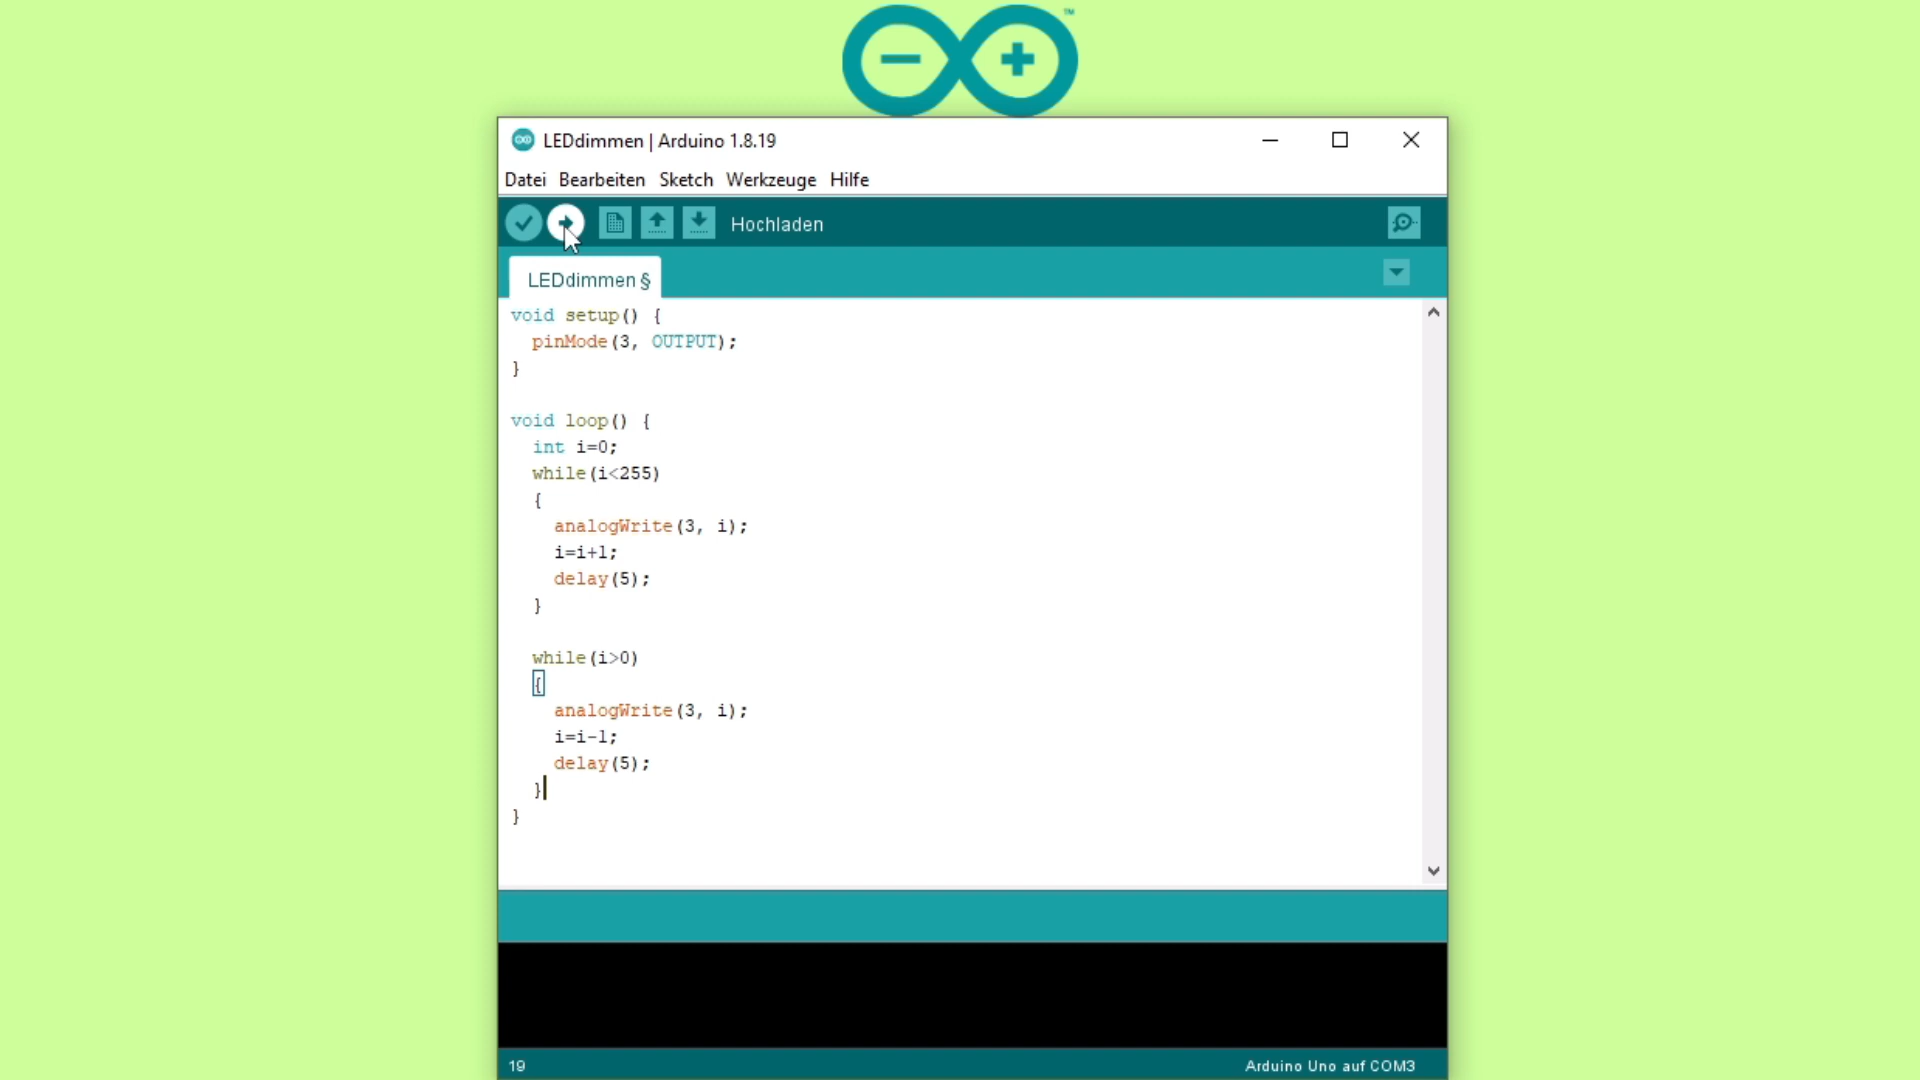 TM
LEDdimmen | Arduino 1.8.19
Datei Bearbeiten Sketch Werkzeuge Hilfe
Hochladen
LEDdimmen §
void setup() {
  pinMode(3, OUTPUT);
}

void loop() {
  int i=0;
  while(i<255)
  {
    analogWrite(3, i);
    i=i+1;
    delay(5);
  }

  while(i>0)
  {
    analogWrite(3, i);
    i=i-1;
    delay(5);
  }
}
19
Arduino Uno auf COM3